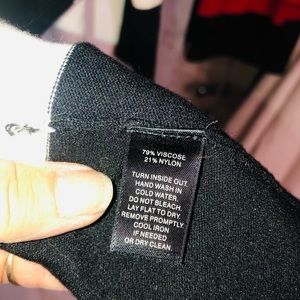 79% VISCOSE
21% NYLON
TURN INSIDE OUT.
HAND WASH IN
COLD WATER.
DO NOT BLEACH.
LAY FLAT TO DRY.
REMOVE PROMPTLY.
COOL IRON
IF NEEDED
OR DRY CLEAN.